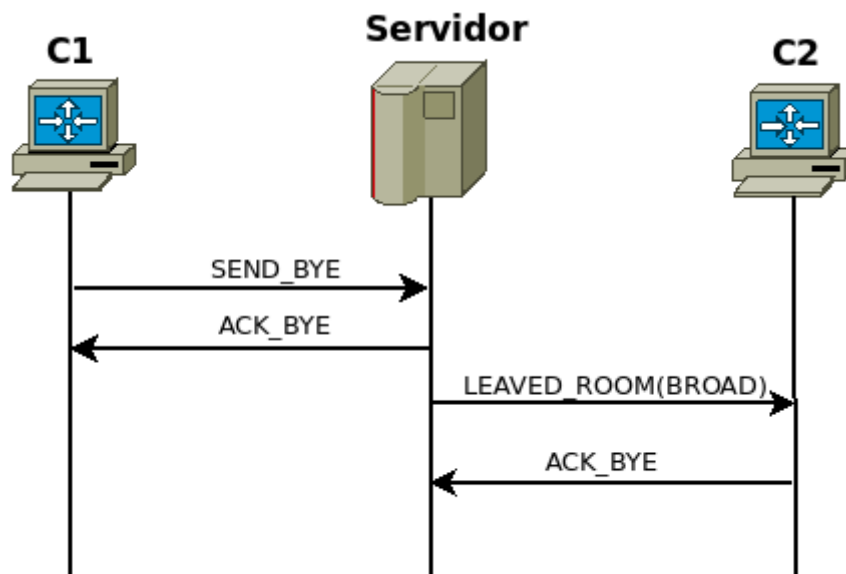 C1
Servidor
C2
SEND_BYE
ACK_BYE
LEAVED_ROOM(BROAD)
ACK_BYE